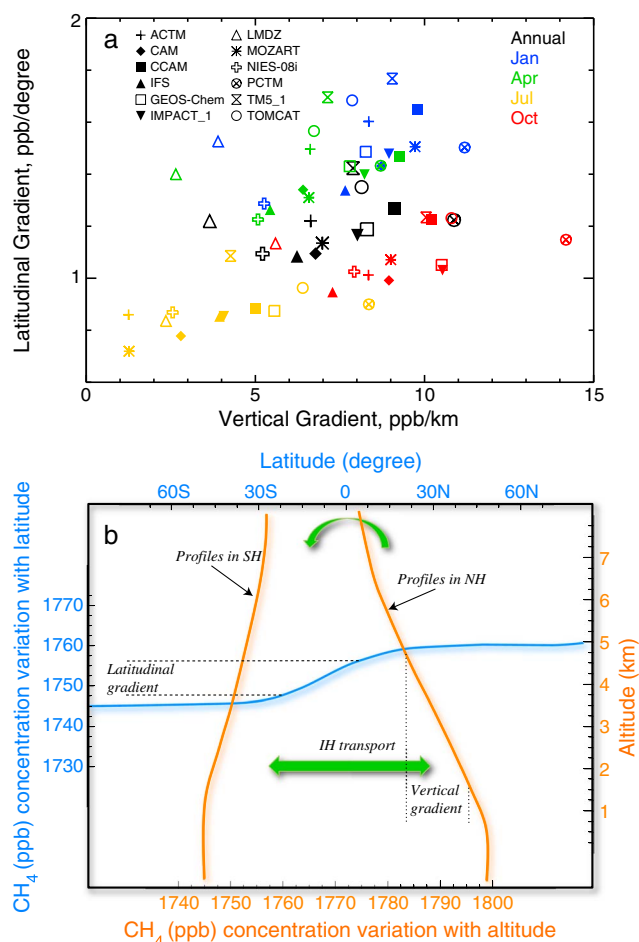 a
ACTM
CAM
CCAM
IFS
GEOS-Chem
IMPACT_1
LMDZ
MOZART
NIES-08i
PCTM
TM5_1
TOMCAT
Annual
Jan
Apr
Jul
Oct
2
1
Latitudinal Gradient, ppb/degree
0 5 10 15
Vertical Gradient, ppb/km
Latitude (degree)
60S 30S 0 30N 60N
b
Profiles in SH
Profiles in NH
Latitudinal
gradient
IH transport
Vertical
gradient
1770
1760
1750
1740
1730
CH4 (ppb) concentration variation with latitude
7
6
5
4
3
2
1
Altitude (km)
1740 1750 1760 1770 1780 1790 1800
CH4 (ppb) concentration variation with altitude